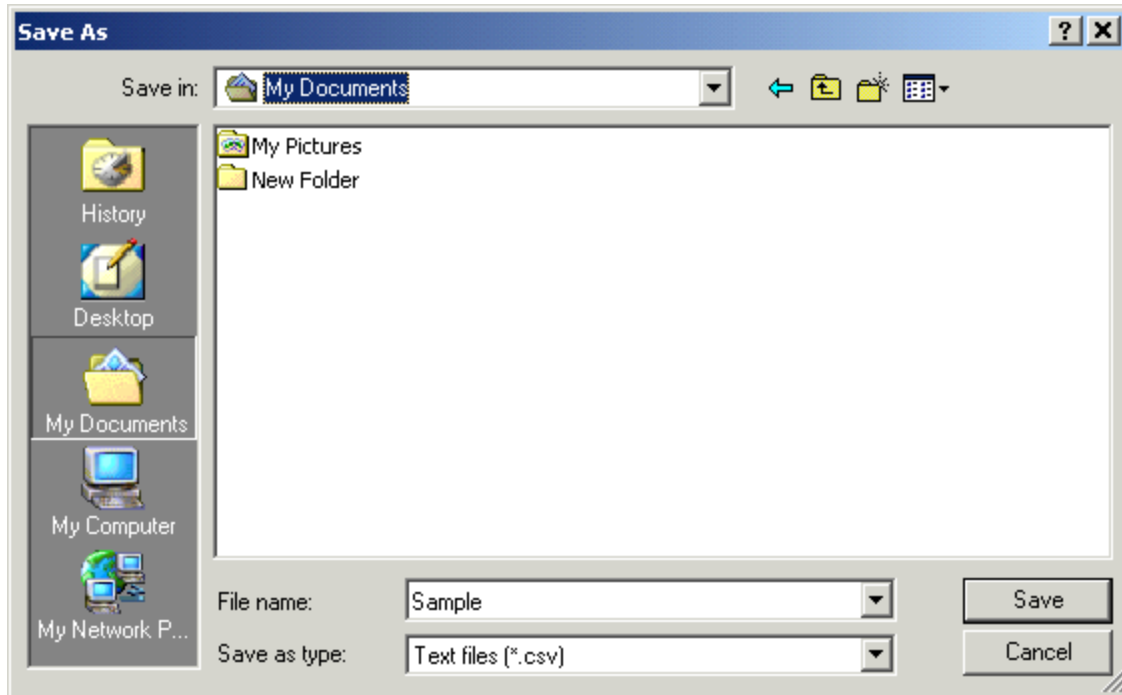 Save As
Save in: My Documents
My Pictures
New Folder
History
Desktop
My Documents
My Computer
My Network P...
File name: Sample Save
Save as type: Text files (*.csv) Cancel